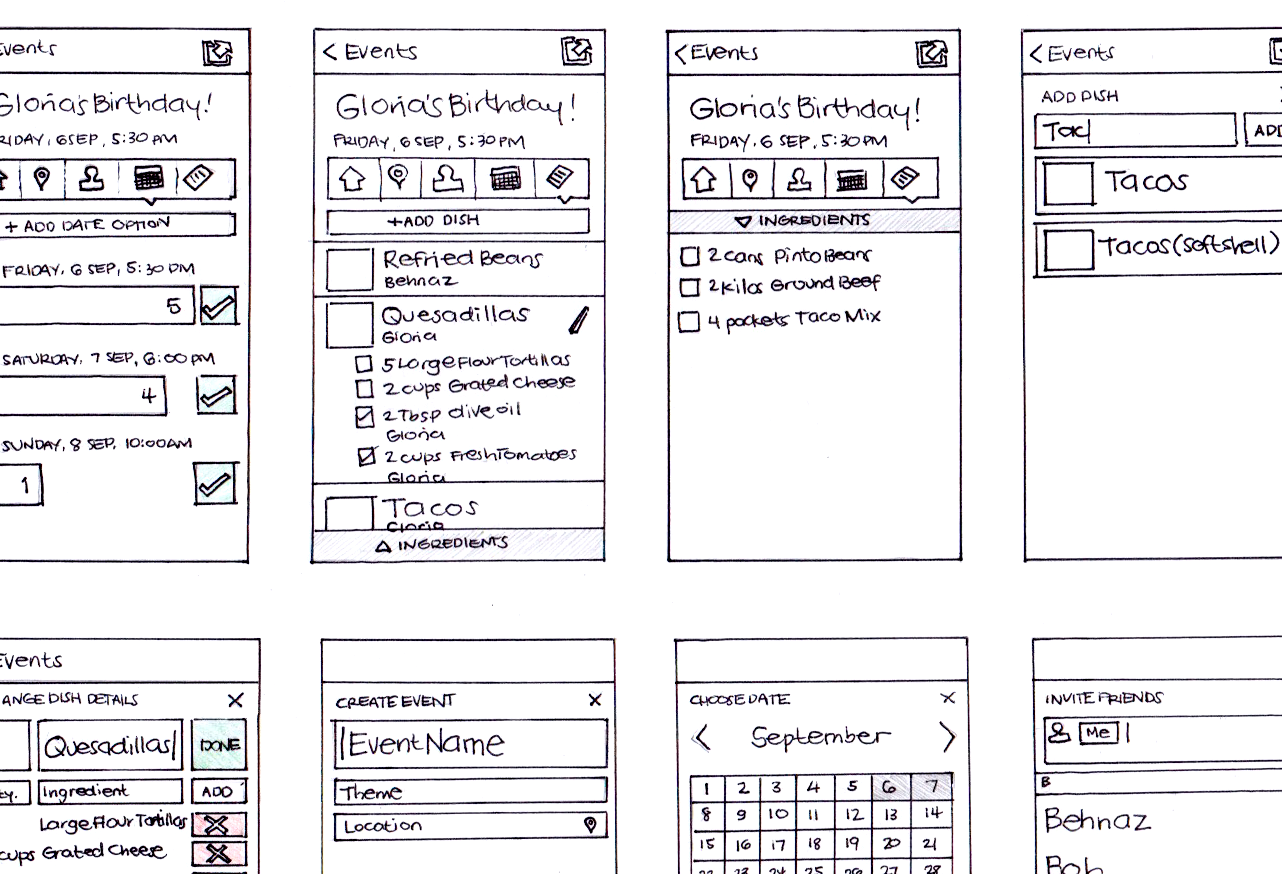 Events
Gloria's Birthday!
FRIDAY, 6 SEP, 5:30 PM
+ ADD DATE OPTION
FRIDAY, 6 SEP, 5:30 PM
5
SATURDAY, 7 SEP, 6:00 PM
4
SUNDAY, 8 SEP, 10:00AM
1
< Events
Gloria's Birthday!
FRIDAY, 6 SEP, 5:30 PM
+ADD DISH
Refried Beans
Behnaz
Quesadillas
Gloria
5 Large Flour Tortillas
2 cups Grated Cheese
2 Tbsp Olive oil
Gloria
2 cups Fresh Tomatoes
Gloria
Tacos
Gloria
INGREDIENTS
< Events
Gloria's Birthday!
FRIDAY, 6 SEP, 5:30 PM
INGREDIENTS
2 cans Pinto Beans
2 Kilos Ground Beef
4 pockets Taco Mix
< Events
ADD DISH
Tac
ADD
Tacos
Tacos (softshell)
Events
ANGE DISH DETAILS X
Quesadillas
DONE
ty.
Ingredient
ADD
Large Flour Tortillas
cups Grated Cheese
CREATE EVENT X
Event Name
Theme
Location
CHOOSE DATE X
< September >
1 2 3 4 5 6 7
8 9 10 11 12 13 14
15 16 17 18 19 20 21
22 23 24 25 26 27 28
INVITE FRIENDS
Me
B
Behnaz
Bob